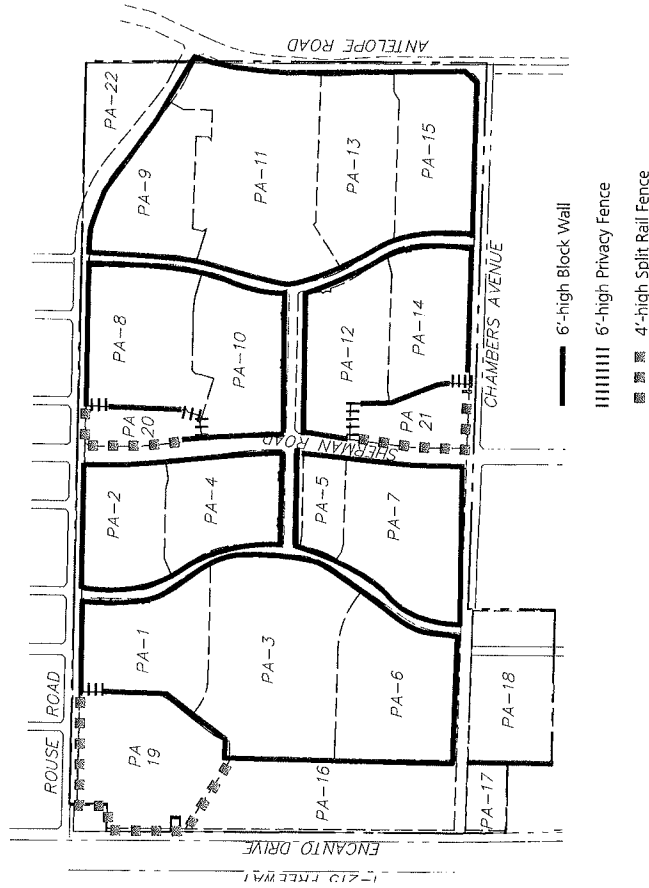 ANTELOPE ROAD
PA-22
PA-9
PA-11
PA-13
PA-15
PA-8
PA-10
PA-12
PA-14
PA
20
PA
21
SHERMAN ROAD
CHAMBERS AVENUE
PA-2
PA-4
PA-5
PA-7
PA-1
PA-3
PA-6
ROUSE ROAD
PA
19
PA-16
PA-18
PA-17
ENCANTO DRIVE
I-215 FREEWAY
6'-high Block Wall
6'-high Privacy Fence
4'-high Split Rail Fence